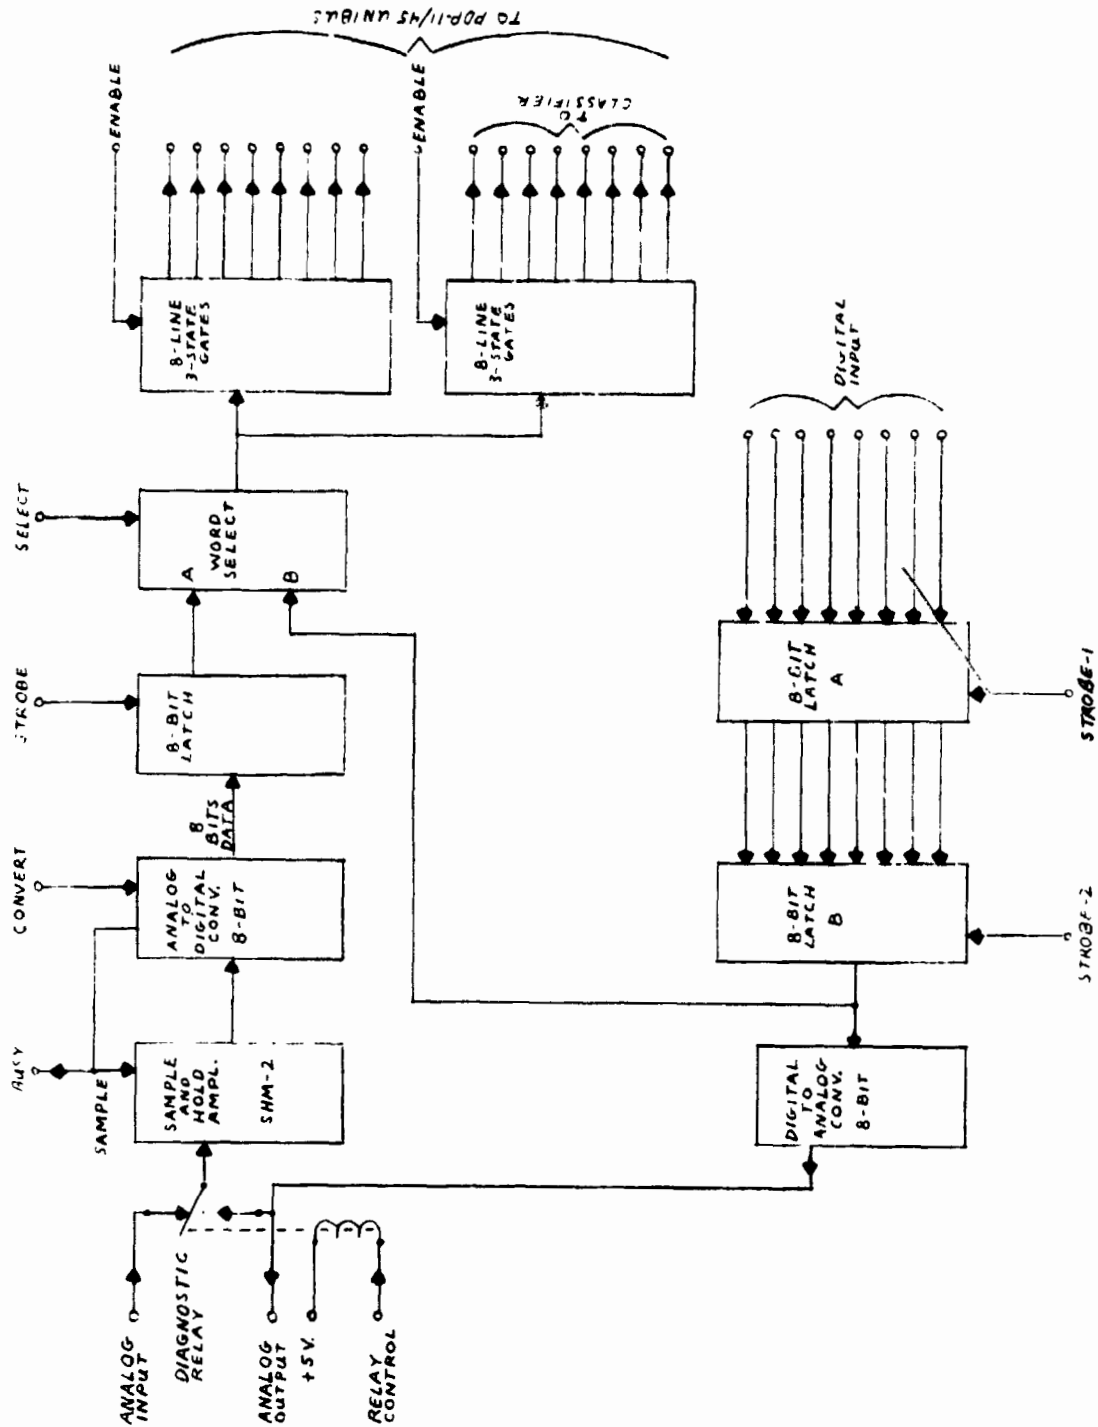 ANALOG
INPUT
DIAGNOSTIC
RELAY
ANALOG
OUTPUT
+5V.
RELAY
CONTROL
SAMPLE
SAMPLE
AND
HOLD
AMPL.
SHM-2
CONVERT
ANALOG
TO
DIGITAL
CONV.
8-BIT
8
BITS
DATA
STROBE
8-BIT
LATCH
SELECT
A
WORD
SELECT
B
ENABLE
8-LINE
3-STATE
GATES
ENABLE
8-LINE
3-STATE
GATES
TO PDP-11/45 UNIBUS
TO
CLASSIFIER
DIGITAL
TO
ANALOG
CONV.
8-BIT
8-BIT
LATCH
B
STROBE-2
8-BIT
LATCH
A
STROBE-1
DIGITAL
INPUT